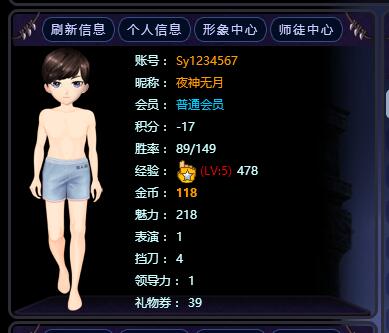 刷新信息 个人信息 形象中心 师徒中心
账号： Sy1234567
昵称： 夜神无月
会员： 普通会员
积分： -17
胜率： 89/149
经验： (LV:5) 478
金币： 118
魅力： 218
表演： 1
挡刀： 4
领导力： 1
礼物券： 39